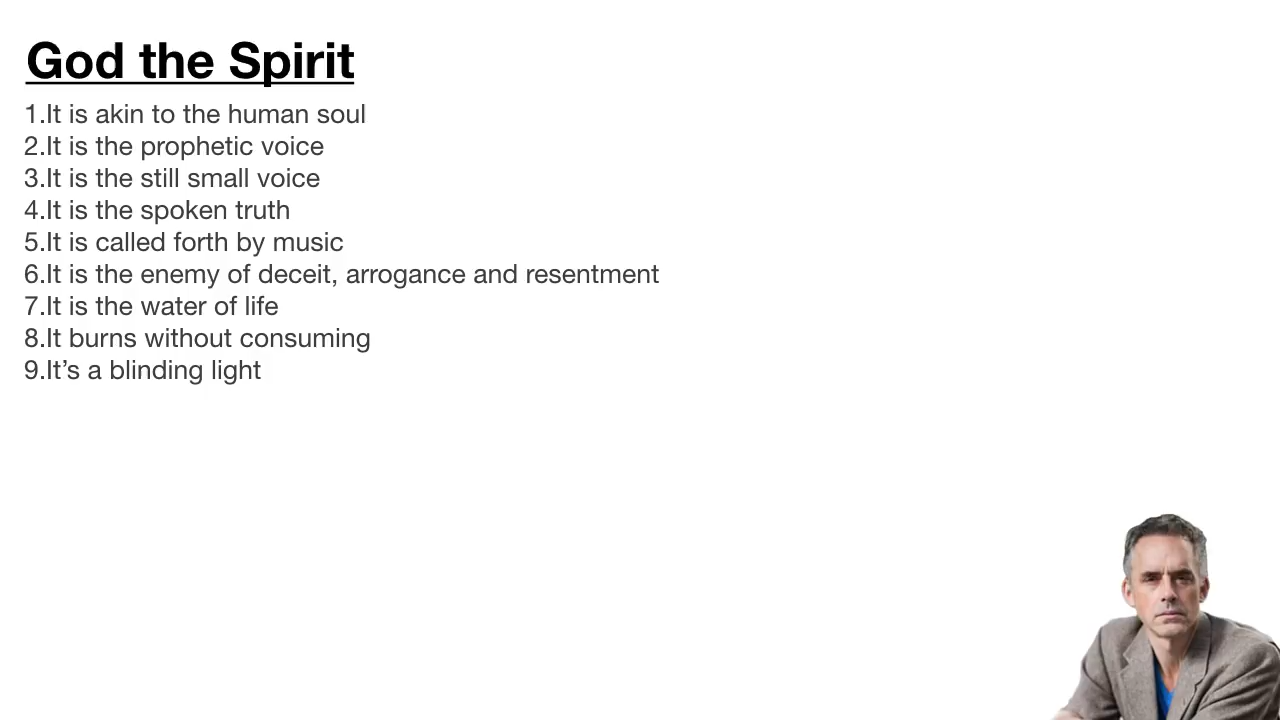 God the Spirit
1.It is akin to the human soul
2.It is the prophetic voice
3.It is the still small voice
4.It is the spoken truth
5.It is called forth by music
6.It is the enemy of deceit, arrogance and resentment
7.It is the water of life
8.It burns without consuming
9.It’s a blinding light